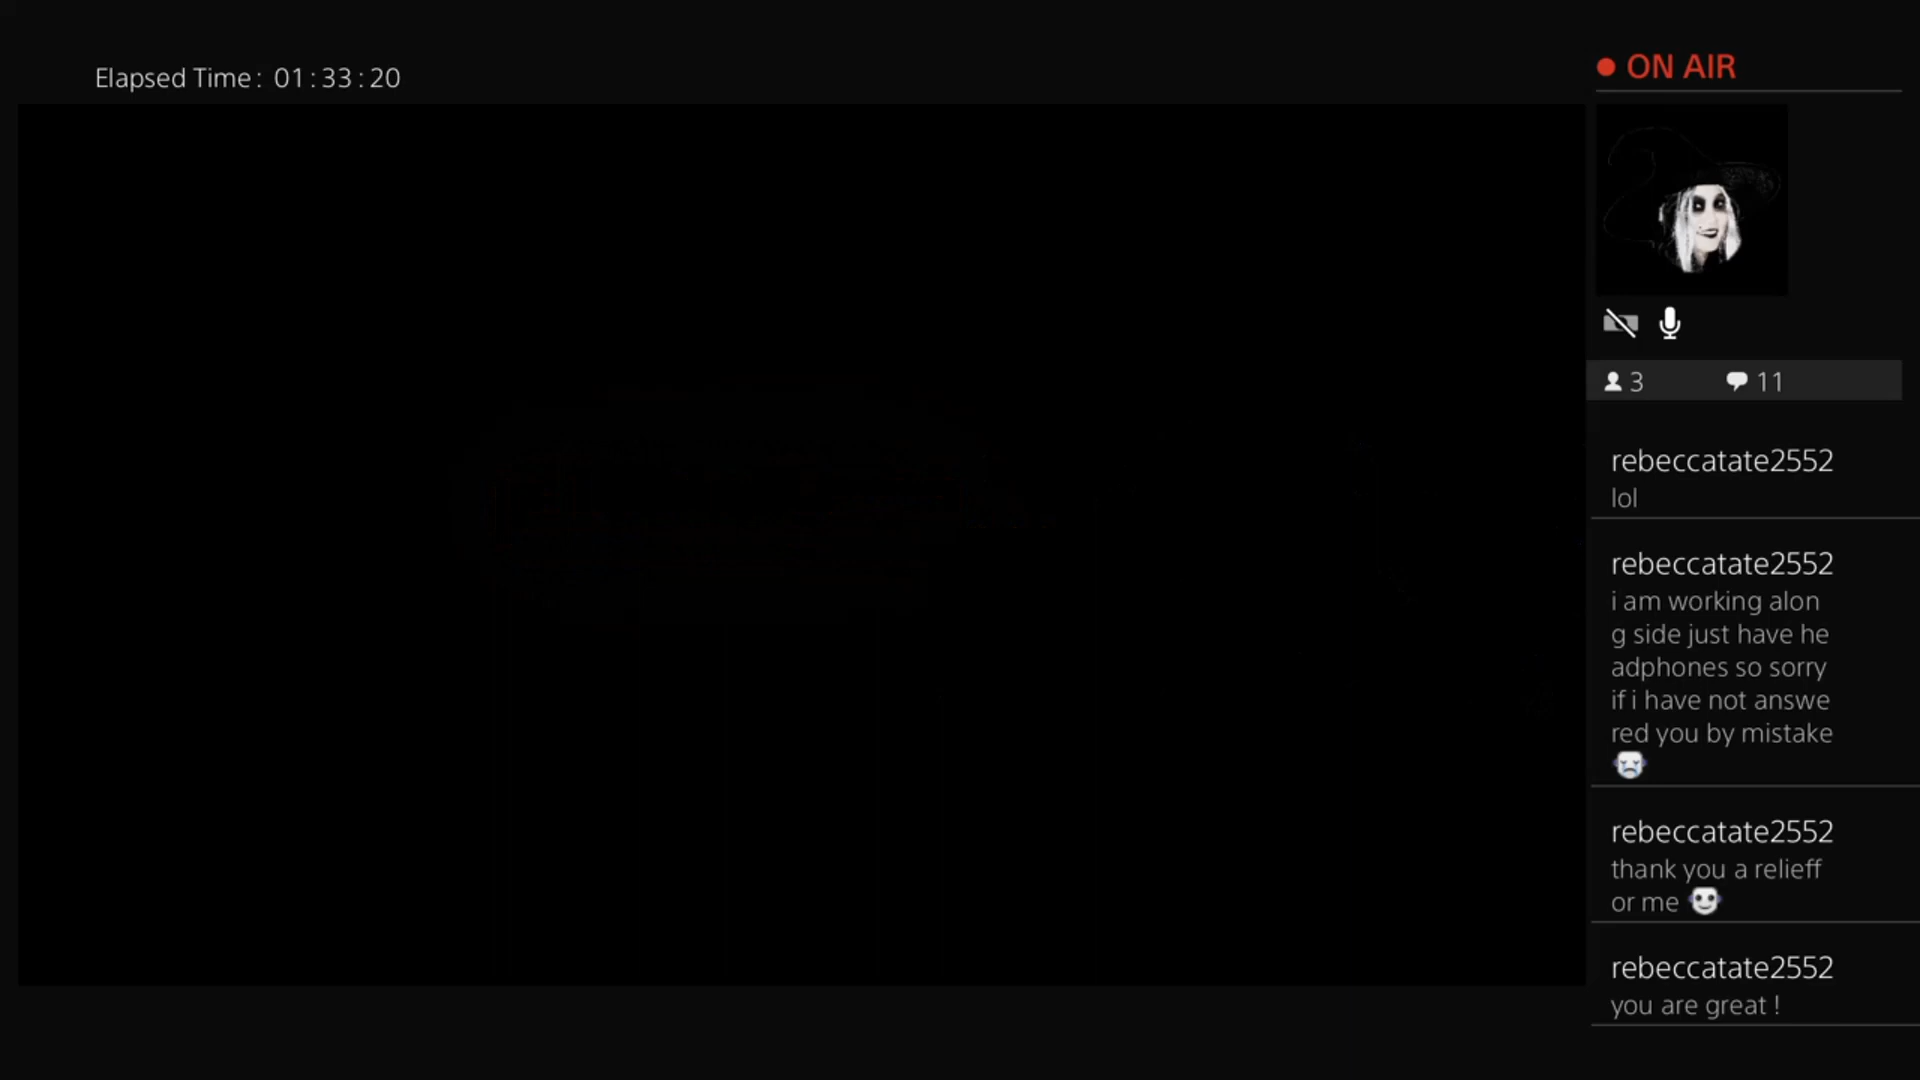 Elapsed Time: 01:33:20
ON AIR
3 11
rebeccatate2552
lol
rebeccatate2552
i am working alon
g side just have he
adphones so sorry
if i have not answe
red you by mistake
rebeccatate2552
thank you a relieff
or me
rebeccatate2552
you are great !